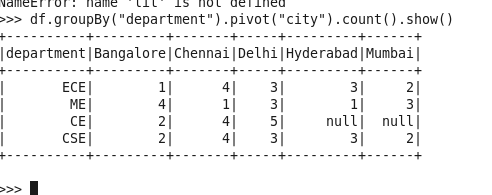 NameError: name 'lit' is not defined
>>> df.groupBy("department").pivot("city").count().show()
+----------+---------+-------+-----+---------+------+
|department|Bangalore|Chennai|Delhi|Hyderabad|Mumbai|
+----------+---------+-------+-----+---------+------+
|       ECE|        1|      4|    3|        3|     2|
|        ME|        4|      1|    3|        1|     3|
|        CE|        2|      4|    5|     null|  null|
|       CSE|        2|      4|    3|        3|     2|
+----------+---------+-------+-----+---------+------+
>>>